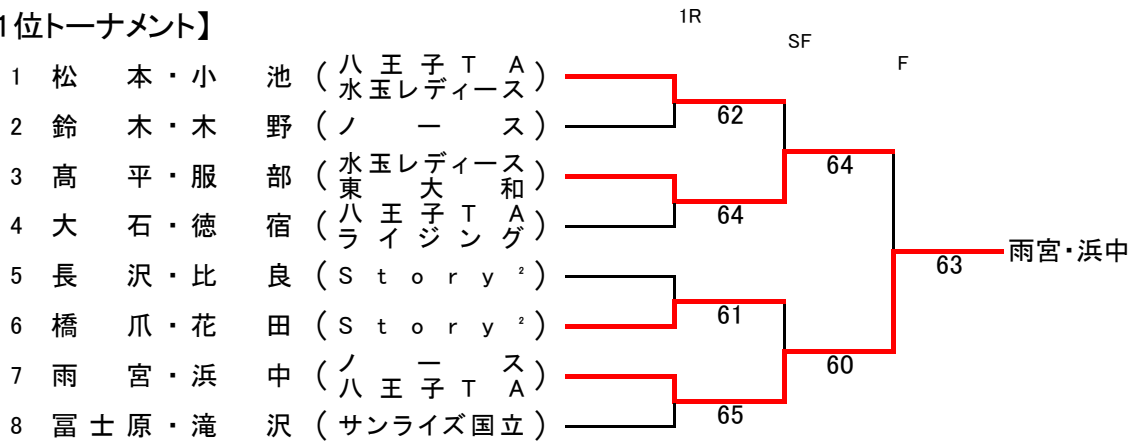 1位トーナメント】
1R
SF
F
1 松本・小池 (八王子TA 水玉レディース)
2 鈴木・木野 (ノース)
3 髙平・服部 (水玉レディース 東大和)
4 大石・徳宿 (八王子TA ライジング)
5 長沢・比良 (Story²)
6 橋爪・花田 (Story²)
7 雨宮・浜中 (ノース 八王子TA)
8 冨士原・滝沢 (サンライズ国立)
62
64
61
65
64
60
63
雨宮・浜中